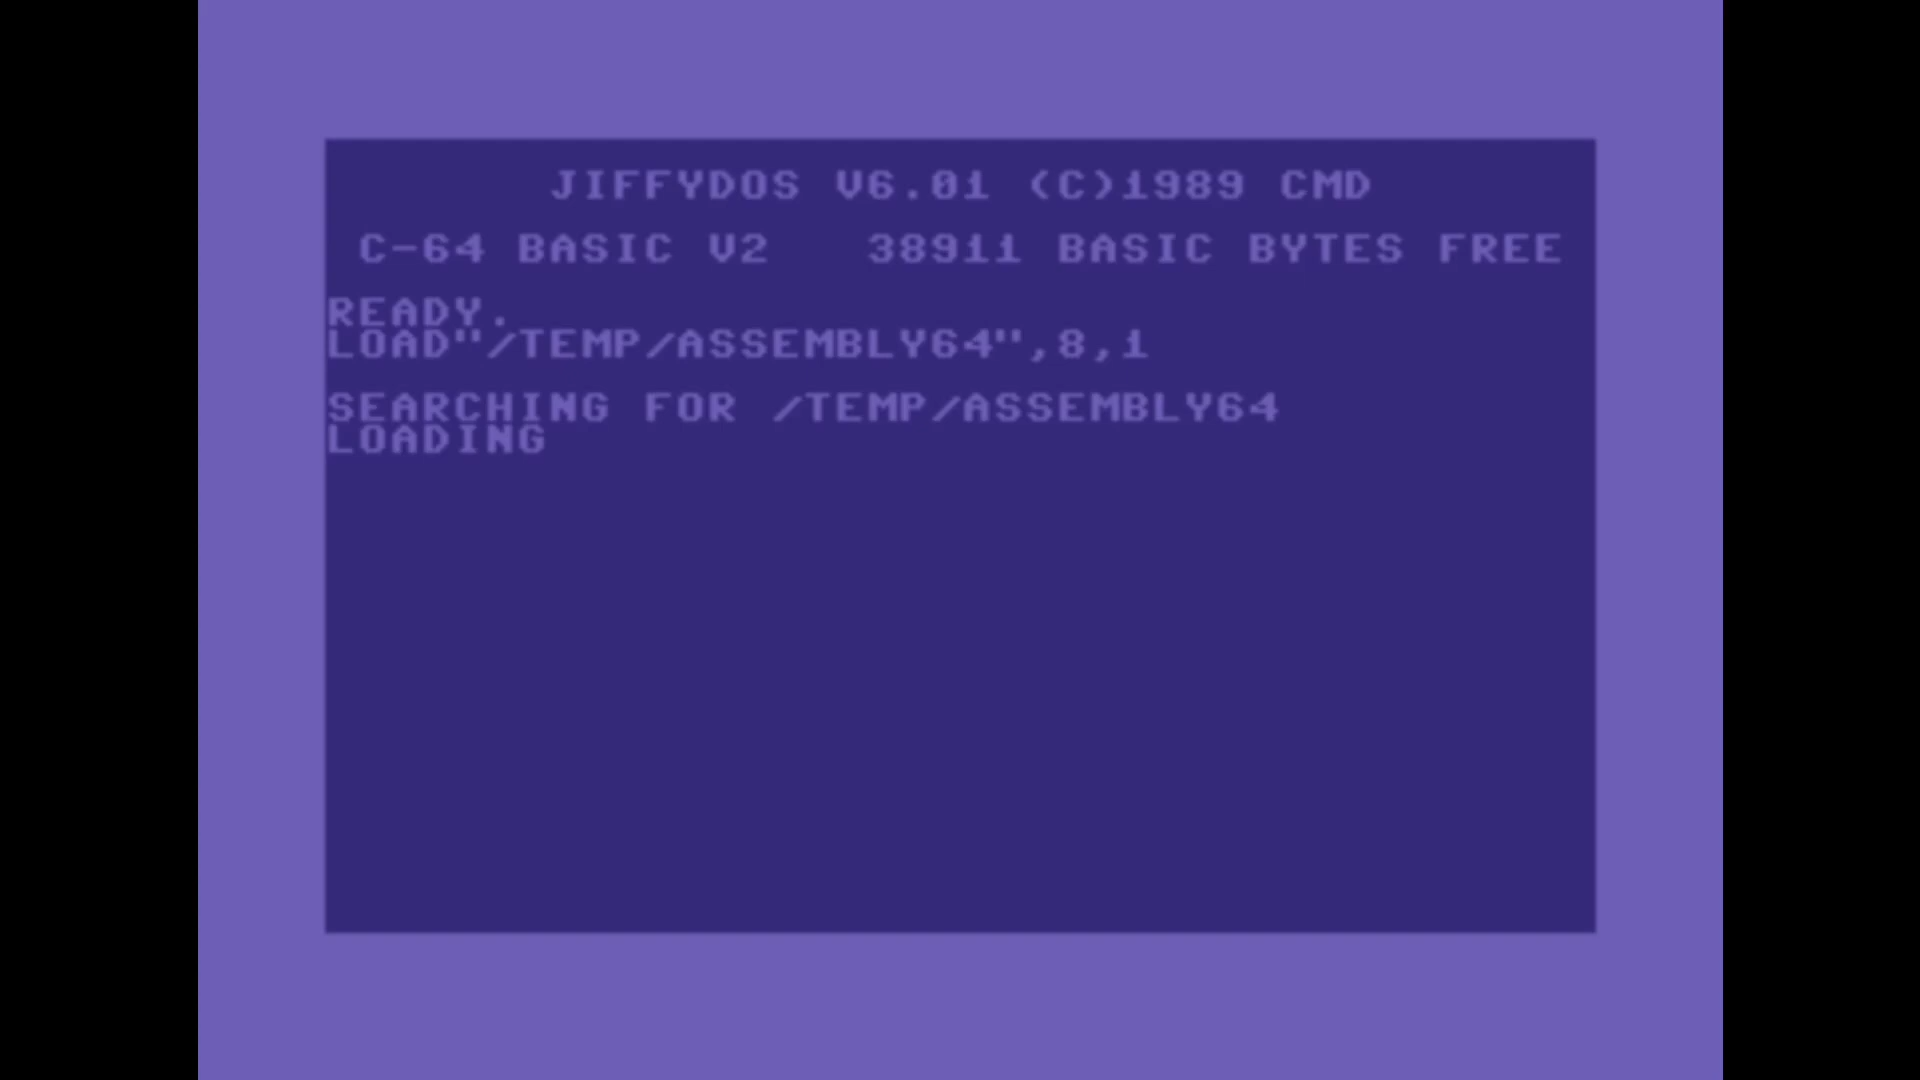 JIFFYDOS V6.01 (C)1989 CMD
C-64 BASIC V2   38911 BASIC BYTES FREE
READY.
LOAD"/TEMP/ASSEMBLY64",8,1
SEARCHING FOR /TEMP/ASSEMBLY64
LOADING